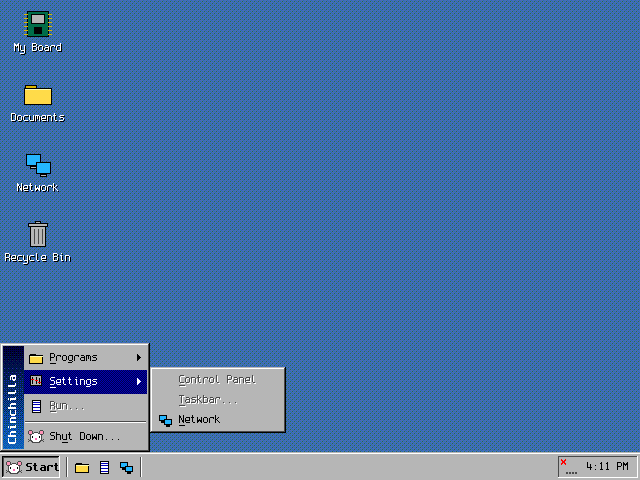 My Board
Documents
Network
Recycle Bin
Chinchilla
Programs
Settings
Run...
Shut Down...
Control Panel
Taskbar...
Network
Start
4:11 PM